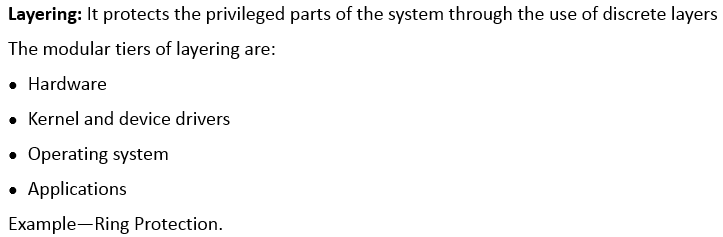 Layering: It protects the privileged parts of the system through the use of discrete layers
The modular tiers of layering are:
• Hardware
• Kernel and device drivers
• Operating system
• Applications
Example—Ring Protection.